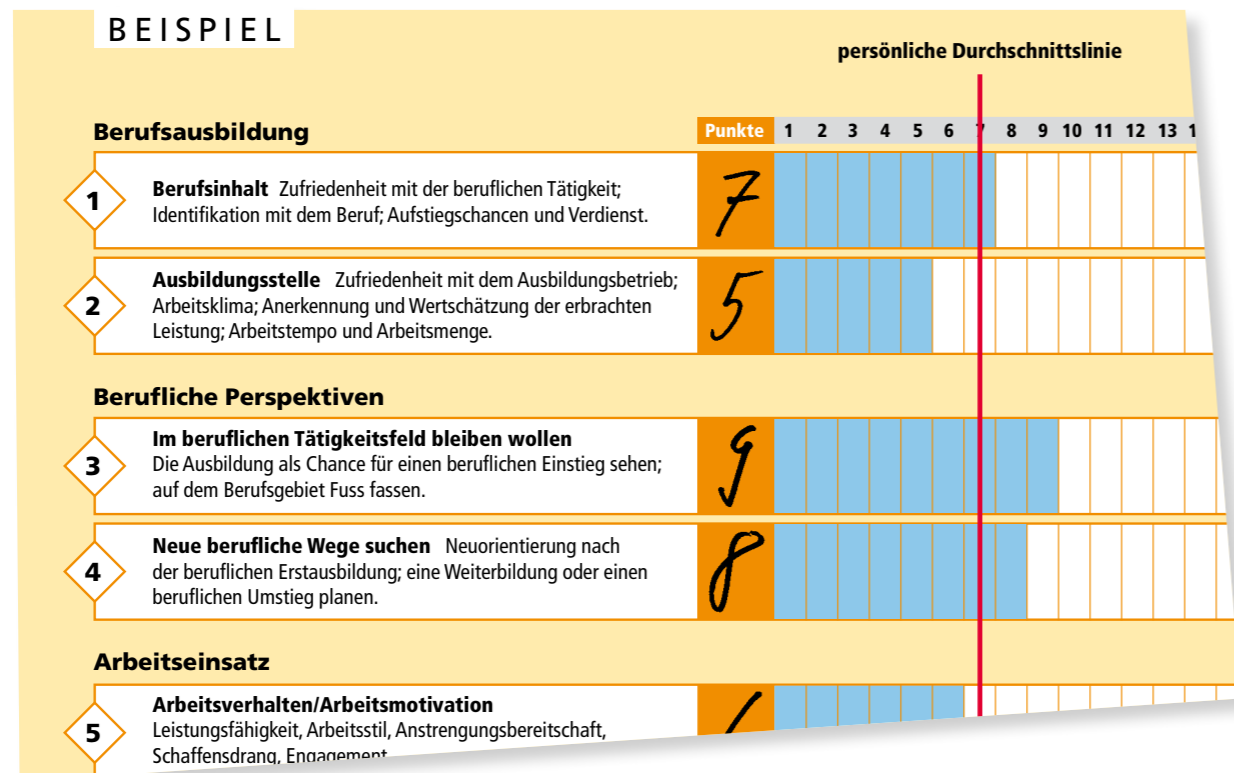 BEISPIEL
persönliche Durchschnittslinie
Berufsausbildung
Punkte 1 2 3 4 5 6 7 8 9 10 11 12 13 1
1
Berufsinhalt Zufriedenheit mit der beruflichen Tätigkeit;
Identifikation mit dem Beruf; Aufstiegschancen und Verdienst.
7
2
Ausbildungsstelle Zufriedenheit mit dem Ausbildungsbetrieb;
Arbeitsklima; Anerkennung und Wertschätzung der erbrachten
Leistung; Arbeitstempo und Arbeitsmenge.
5
Berufliche Perspektiven
3
Im beruflichen Tätigkeitsfeld bleiben wollen
Die Ausbildung als Chance für einen beruflichen Einstieg sehen;
auf dem Berufsgebiet Fuss fassen.
9
4
Neue berufliche Wege suchen Neuorientierung nach
der beruflichen Erstausbildung; eine Weiterbildung oder einen
beruflichen Umstieg planen.
8
Arbeitseinsatz
5
Arbeitsverhalten/Arbeitsmotivation
Leistungsfähigkeit, Arbeitsstil, Anstrengungsbereitschaft,
Schaffensdrang, Engagement